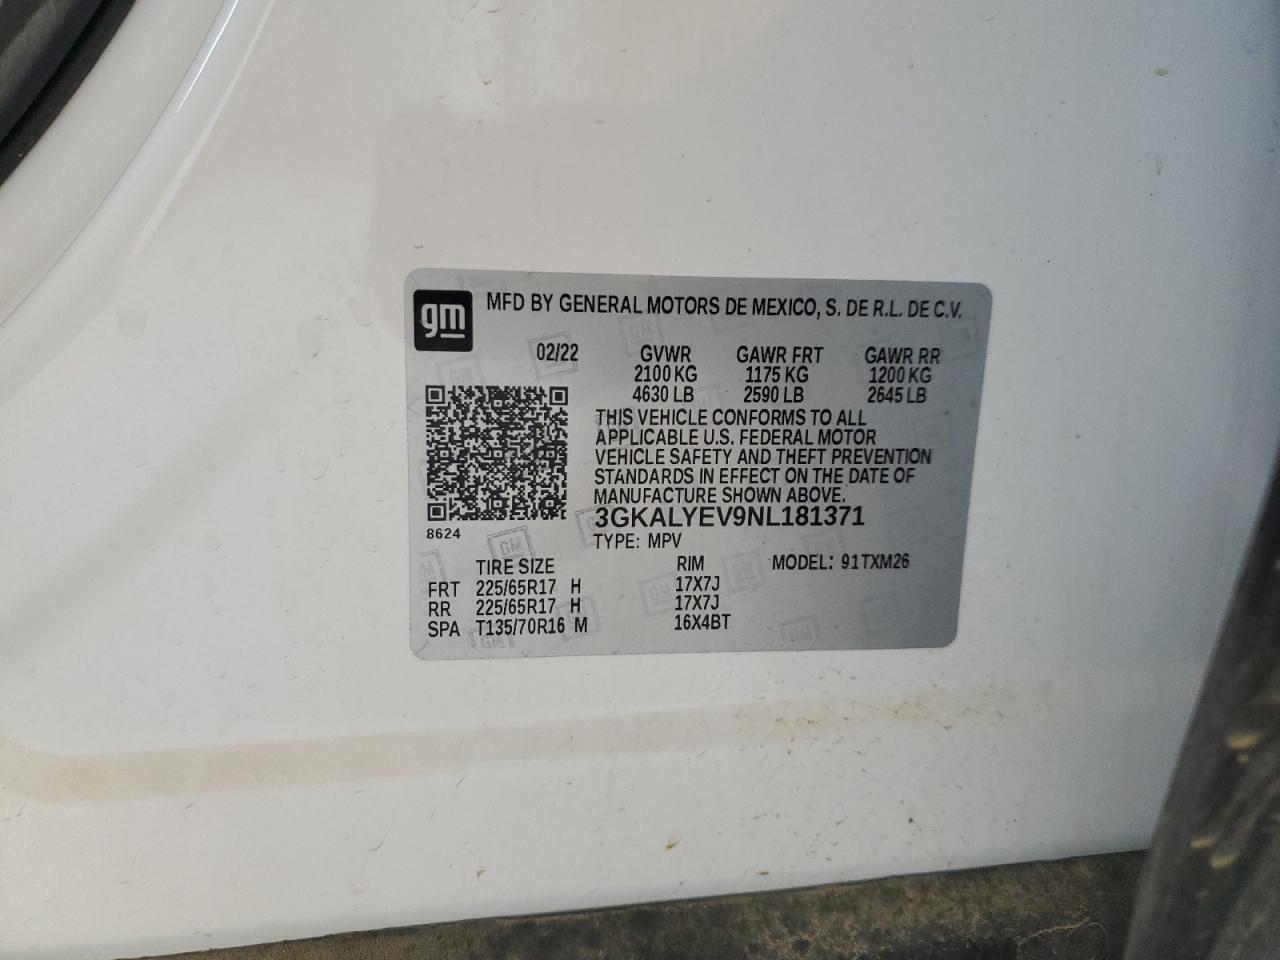 gm
MFD BY GENERAL MOTORS DE MEXICO, S. DE R.L. DE C.V.
02/22 GVWR GAWR FRT GAWR RR
2100 KG 1175 KG 1200 KG
4630 LB 2590 LB 2645 LB
THIS VEHICLE CONFORMS TO ALL
APPLICABLE U.S. FEDERAL MOTOR
VEHICLE SAFETY AND THEFT PREVENTION
STANDARDS IN EFFECT ON THE DATE OF
MANUFACTURE SHOWN ABOVE.
3GKALYEV9NL181371
8624
TYPE: MPV
TIRE SIZE RIM MODEL: 91TXM26
FRT 225/65R17 H 17X7J
RR 225/65R17 H 17X7J
SPA T135/70R16 M 16X4BT